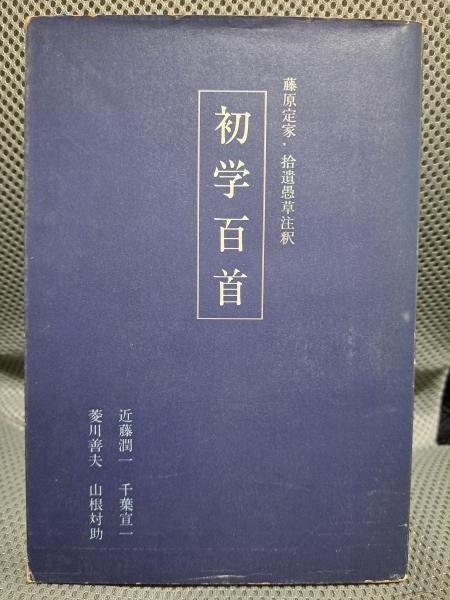 藤原定家・拾遺愚草注釈
初学百首
近藤潤一 千葉宣一
菱川善夫 山根対助